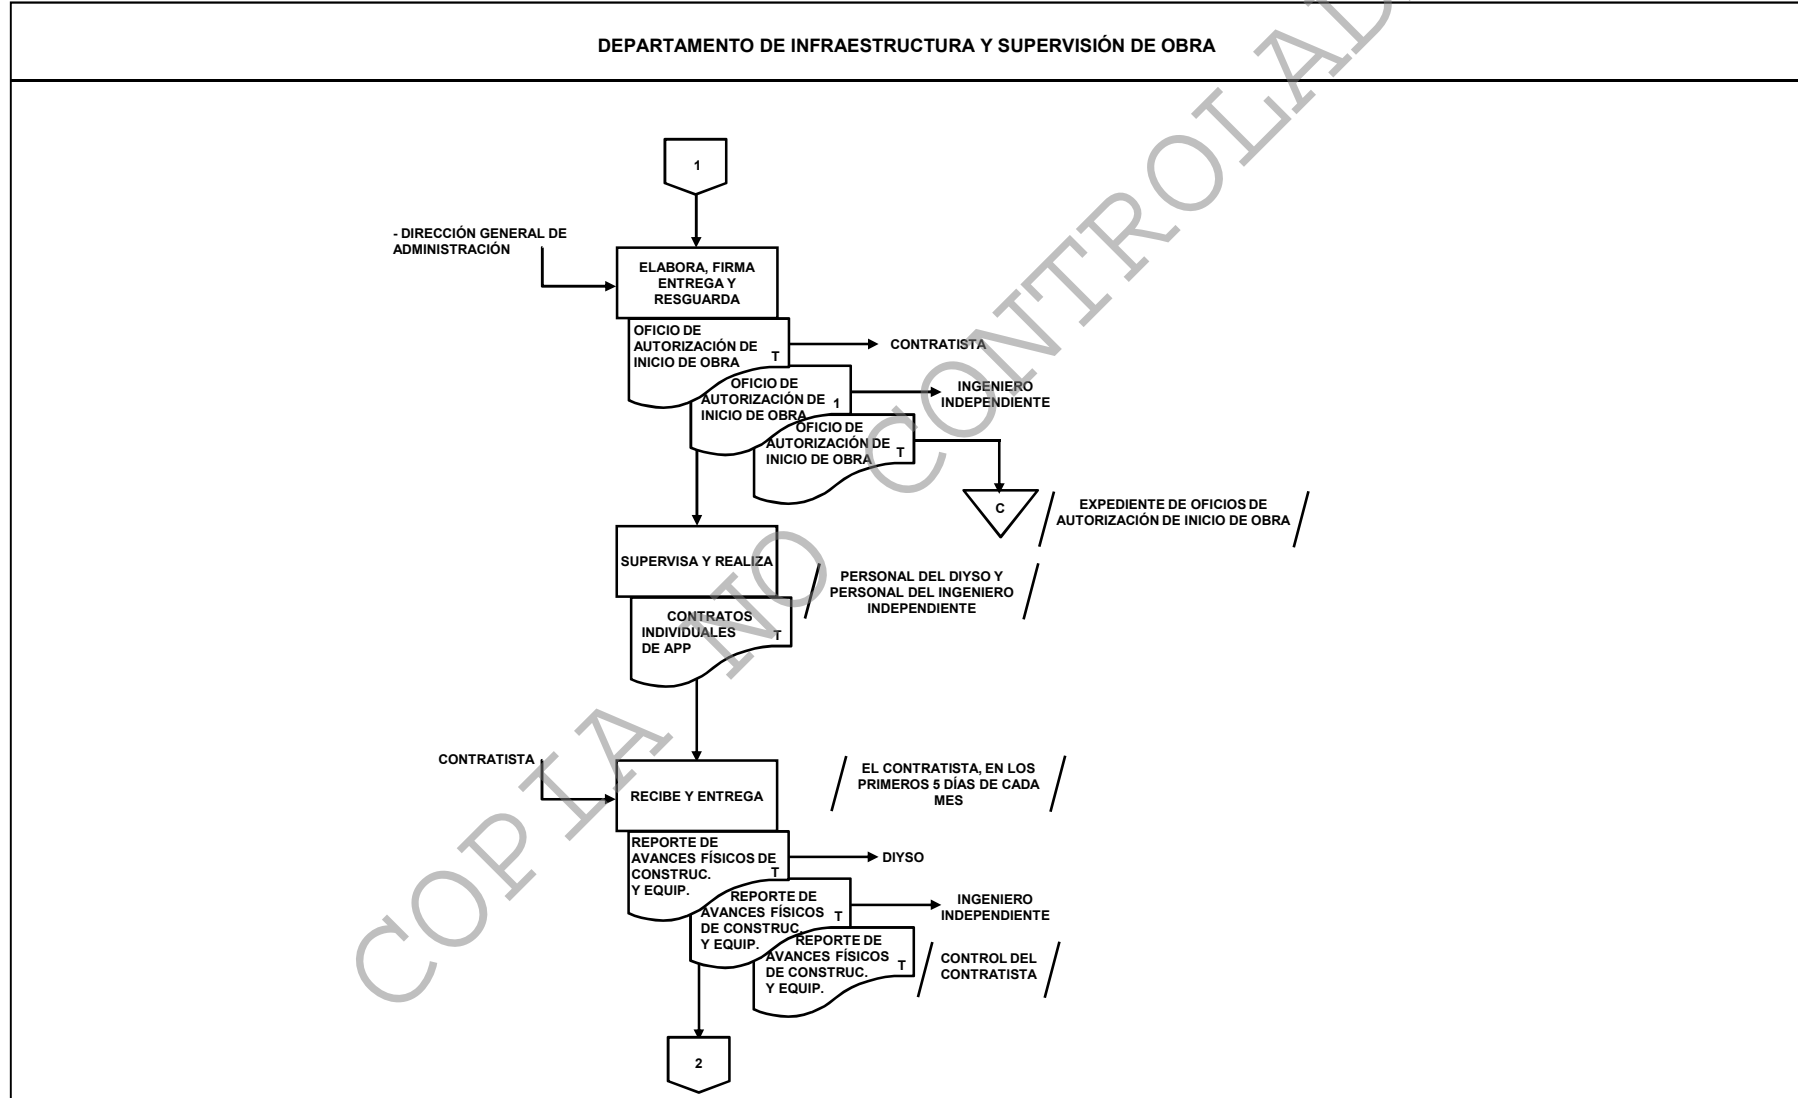 DEPARTAMENTO DE INFRAESTRUCTURA Y SUPERVISIÓN DE OBRA
1
- DIRECCIÓN GENERAL DE
ADMINISTRACIÓN
ELABORA, FIRMA
ENTREGA Y
RESGUARDA
OFICIO DE
AUTORIZACIÓN DE
INICIO DE OBRA
T
CONTRATISTA
OFICIO DE
AUTORIZACIÓN DE
INICIO DE OBRA
1
INGENIERO
INDEPENDIENTE
OFICIO DE
AUTORIZACIÓN DE
INICIO DE OBRA
T
C
EXPEDIENTE DE OFICIOS DE
AUTORIZACIÓN DE INICIO DE OBRA
SUPERVISA Y REALIZA
PERSONAL DEL DIYSO Y
PERSONAL DEL INGENIERO
INDEPENDIENTE
CONTRATOS
INDIVIDUALES
DE APP
T
CONTRATISTA
RECIBE Y ENTREGA
EL CONTRATISTA, EN LOS
PRIMEROS 5 DÍAS DE CADA
MES
REPORTE DE
AVANCES FÍSICOS DE
CONSTRUC.
Y EQUIP.
T
DIYSO
REPORTE DE
AVANCES FÍSICOS
DE CONSTRUC.
Y EQUIP.
T
INGENIERO
INDEPENDIENTE
REPORTE DE
AVANCES FÍSICOS
DE CONSTRUC.
Y EQUIP.
T
CONTROL DEL
CONTRATISTA
2
COPIA NO CONTROLAD